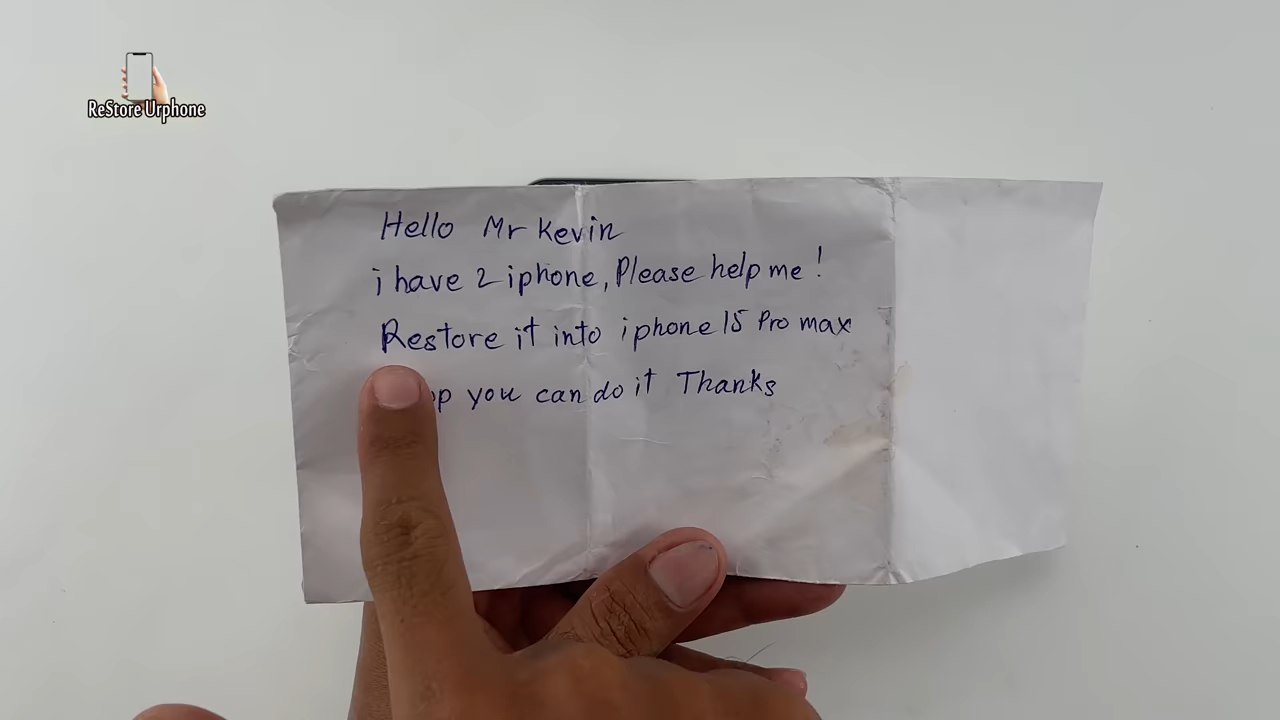 ReStore Urphone
Hello Mr Kevin
i have 2 iphone, Please help me !
Restore it into iphone 15 Pro max
you can do it Thanks